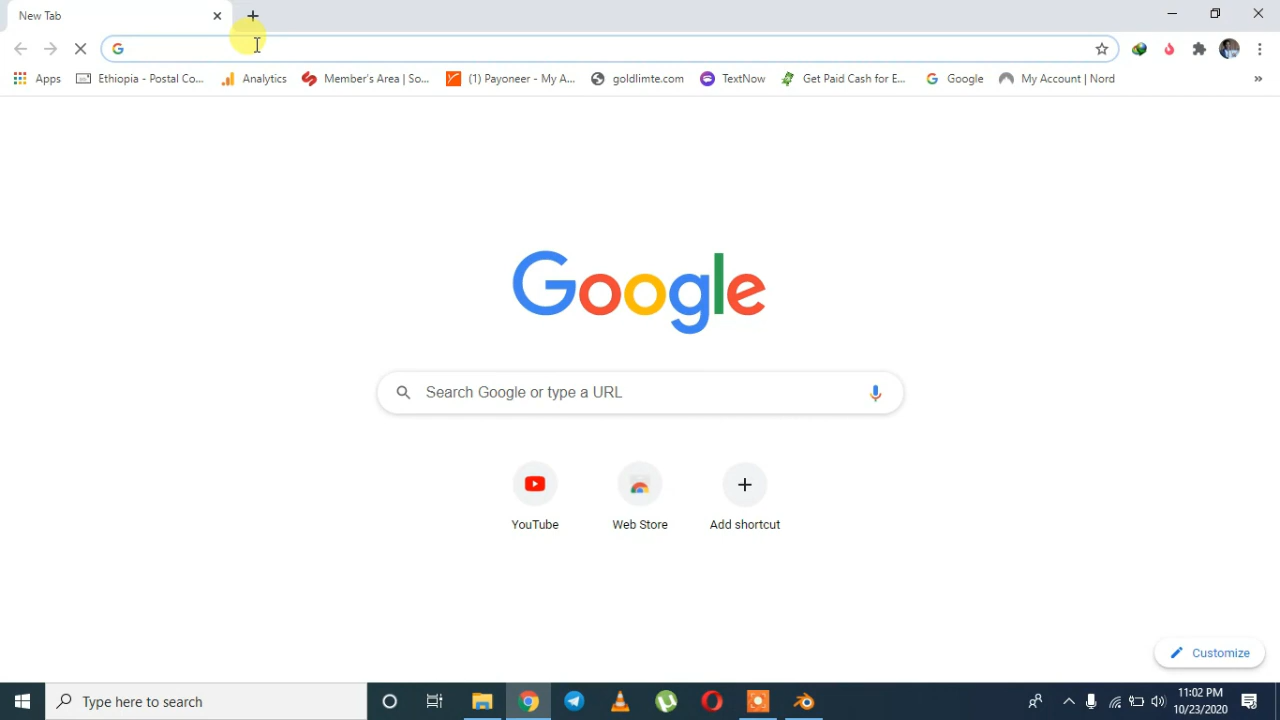 New Tab
Apps
Ethiopia - Postal Co...
Analytics
Member's Area | So...
(1) Payoneer - My A...
goldlimte.com
TextNow
Get Paid Cash for E...
Google
My Account | Nord
»
Google
Search Google or type a URL
YouTube
Web Store
Add shortcut
Customize
Type here to search
11:02 PM
10/23/2020